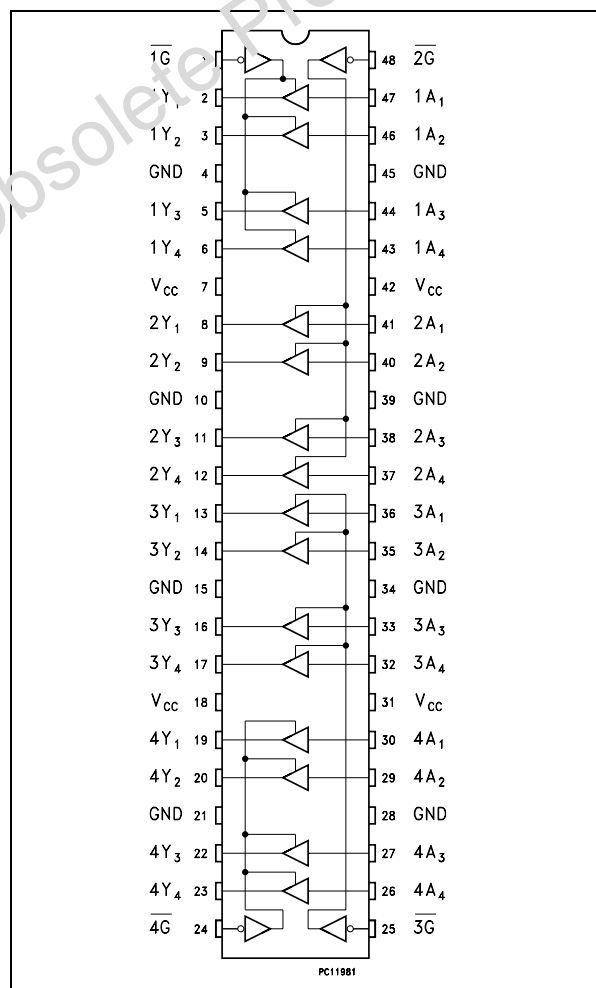 Obsolete Pro
1G 1 48 2G
1Y1 2 47 1A1
1Y2 3 46 1A2
GND 4 45 GND
1Y3 5 44 1A3
1Y4 6 43 1A4
VCC 7 42 VCC
2Y1 8 41 2A1
2Y2 9 40 2A2
GND 10 39 GND
2Y3 11 38 2A3
2Y4 12 37 2A4
3Y1 13 36 3A1
3Y2 14 35 3A2
GND 15 34 GND
3Y3 16 33 3A3
3Y4 17 32 3A4
VCC 18 31 VCC
4Y1 19 30 4A1
4Y2 20 29 4A2
GND 21 28 GND
4Y3 22 27 4A3
4Y4 23 26 4A4
4G 24 25 3G
PC11981